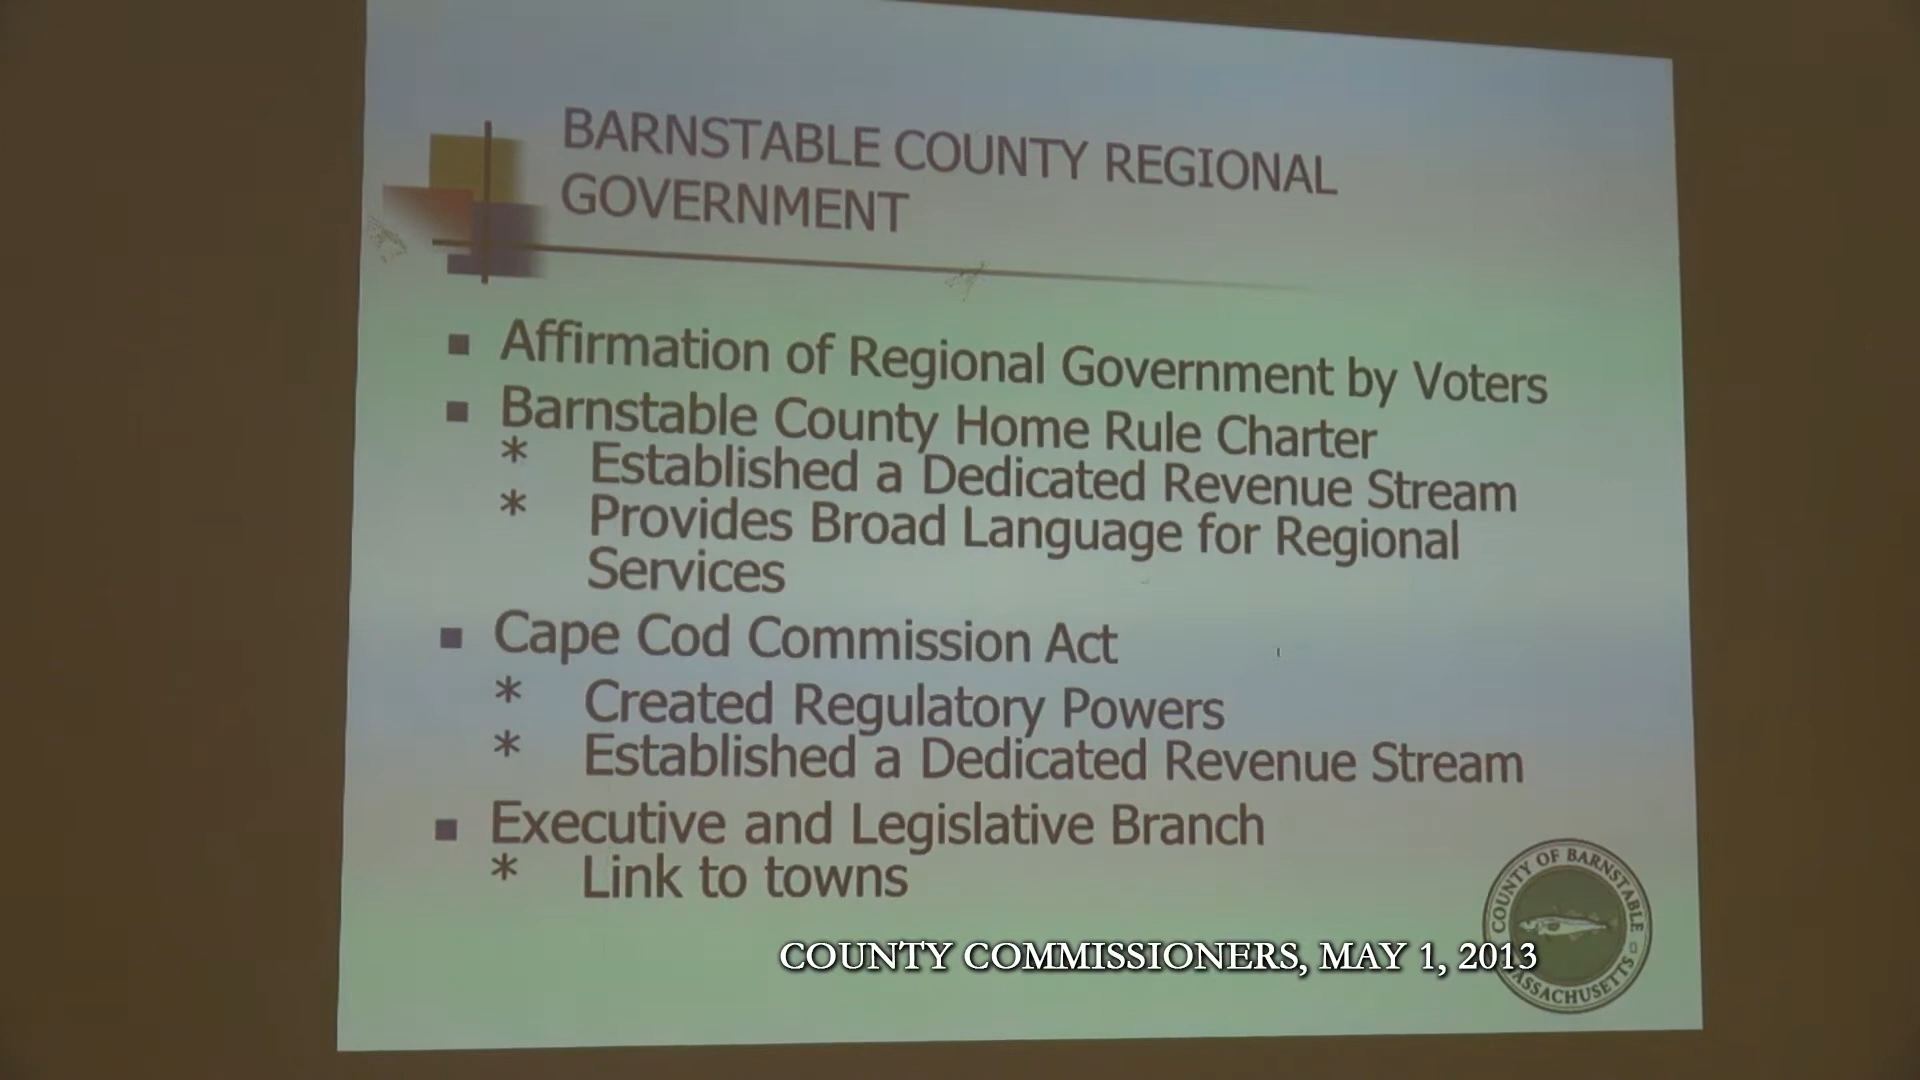 BARNSTABLE COUNTY REGIONAL
GOVERNMENT
▪ Affirmation of Regional Government by Voters
▪ Barnstable County Home Rule Charter
* Established a Dedicated Revenue Stream
* Provides Broad Language for Regional
Services
▪ Cape Cod Commission Act
* Created Regulatory Powers
* Established a Dedicated Revenue Stream
▪ Executive and Legislative Branch
* Link to towns
COUNTY OF BARNSTABLE
MASSACHUSETTS
COUNTY COMMISSIONERS, MAY 1, 2013